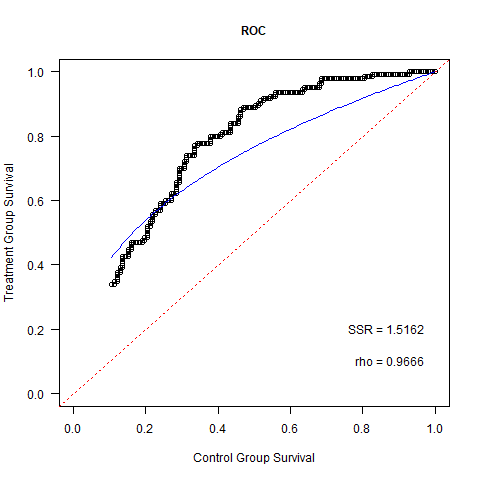 ROC
Treatment Group Survival
1.0
0.8
0.6
0.4
0.2
0.0
SSR = 1.5162
rho = 0.9666
0.0 0.2 0.4 0.6 0.8 1.0
Control Group Survival